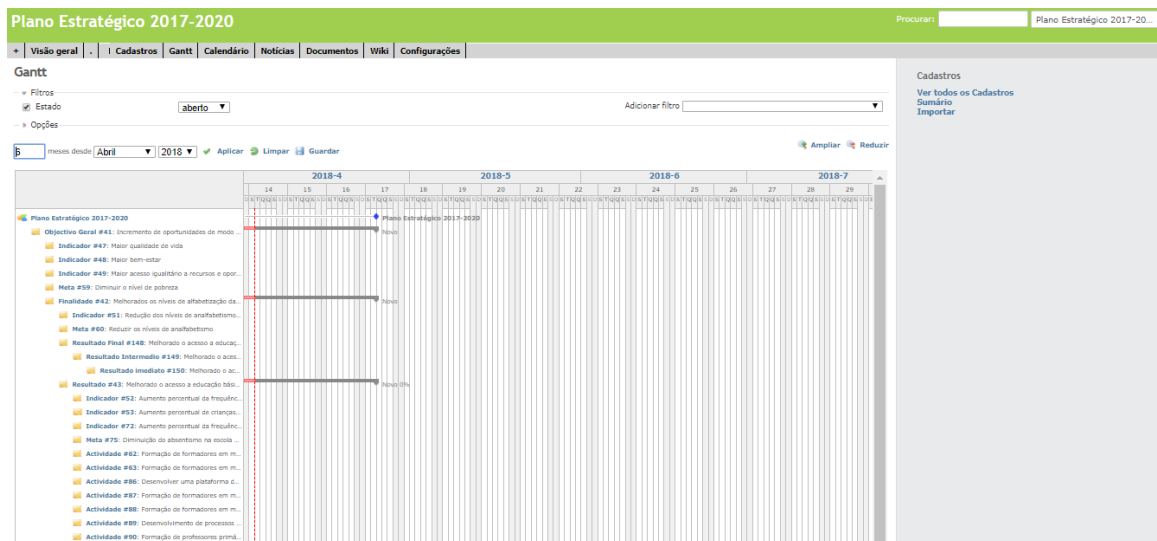 Plano Estratégico 2017-2020
Procurar:
Plano Estratégico 2017-20...
+ Visão geral . Cadastros Gantt Calendário Notícias Documentos Wiki Configurações
Gantt
Cadastros
Filtros
Ver todos os Cadastros
Estado aberto
Adicionar filtro
Sumário
Importar
Opções
6 meses desde Abril 2018 Aplicar Limpar Guardar
Ampliar Reduzir
2018-4 2018-5 2018-6 2018-7
14 15 16 17 18 19 20 21 22 23 24 25 26 27 28 29
Plano Estratégico 2017-2020
Plano Estratégico 2017-2020
Objectivo Geral #41: Incremento de oportunidades de modo ...
Novo
Indicador #47: Maior qualidade de vida
Indicador #48: Maior bem-estar
Indicador #49: Maior acesso igualitário a recursos e opor...
Meta #59: Diminuir o nível de pobreza
Finalidade #42: Melhorados os níveis de alfabetização da...
Novo
Indicador #51: Redução dos níveis de analfabetismo...
Meta #60: Reduzir os níveis de analfabetismo
Resultado Final #148: Melhorado o acesso a educaç...
Resultado Intermedio #149: Melhorado o aces...
Resultado imediato #150: Melhorado o ac...
Resultado #43: Melhorado o acesso a educação bási...
Novo 0%
Indicador #52: Aumento percentual da frequênc...
Indicador #53: Aumento percentual de crianças...
Indicador #72: Aumento percentual da frequênc...
Meta #75: Diminuição do absentismo na escola ...
Actividade #62: Formação de formadores em m...
Actividade #63: Formação de formadores em m...
Actividade #86: Desenvolver uma plataforma d...
Actividade #87: Formação de formadores em m...
Actividade #88: Formação de formadores em m...
Actividade #89: Desenvolvimento de processos ...
Actividade #90: Formação de professores primá...